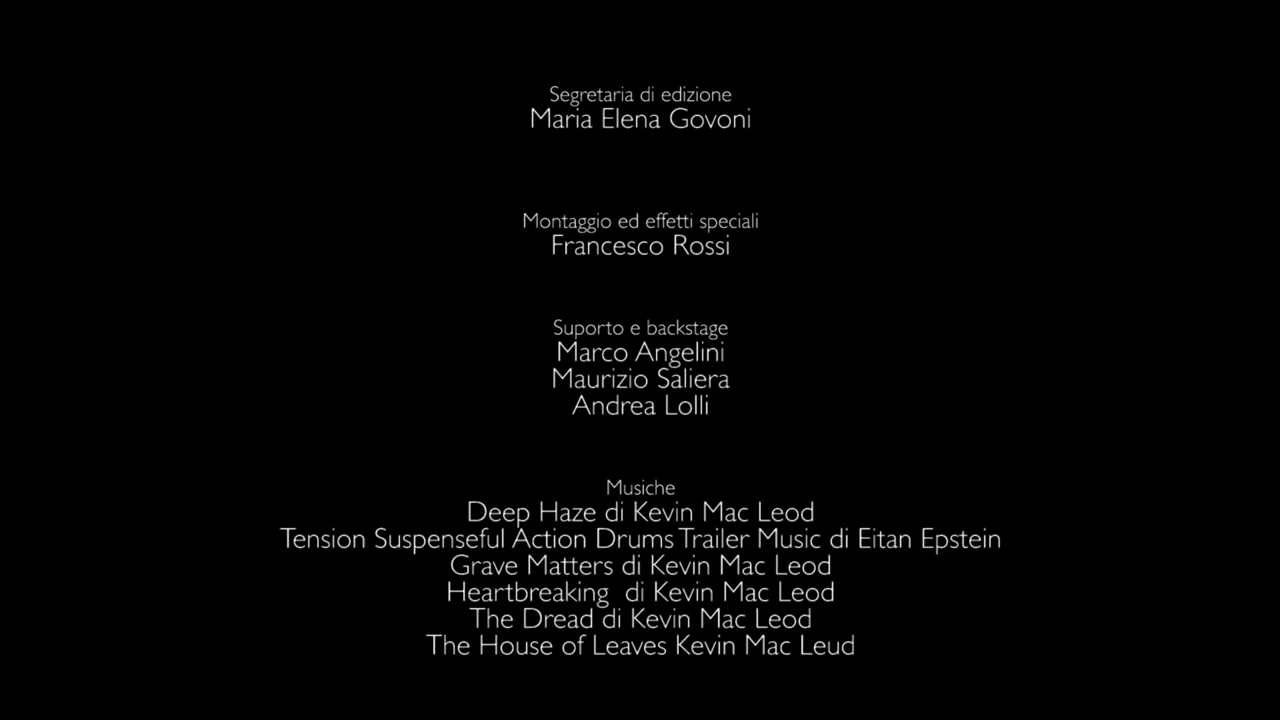 Segretaria di edizione
Maria Elena Govoni
Montaggio ed effetti speciali
Francesco Rossi
Suporto e backstage
Marco Angelini
Maurizio Saliera
Andrea Lolli
Musiche
Deep Haze di Kevin Mac Leod
Tension Suspenseful Action Drums Trailer Music di Eitan Epstein
Grave Matters di Kevin Mac Leod
Heartbreaking  di Kevin Mac Leod
The Dread di Kevin Mac Leod
The House of Leaves Kevin Mac Leud